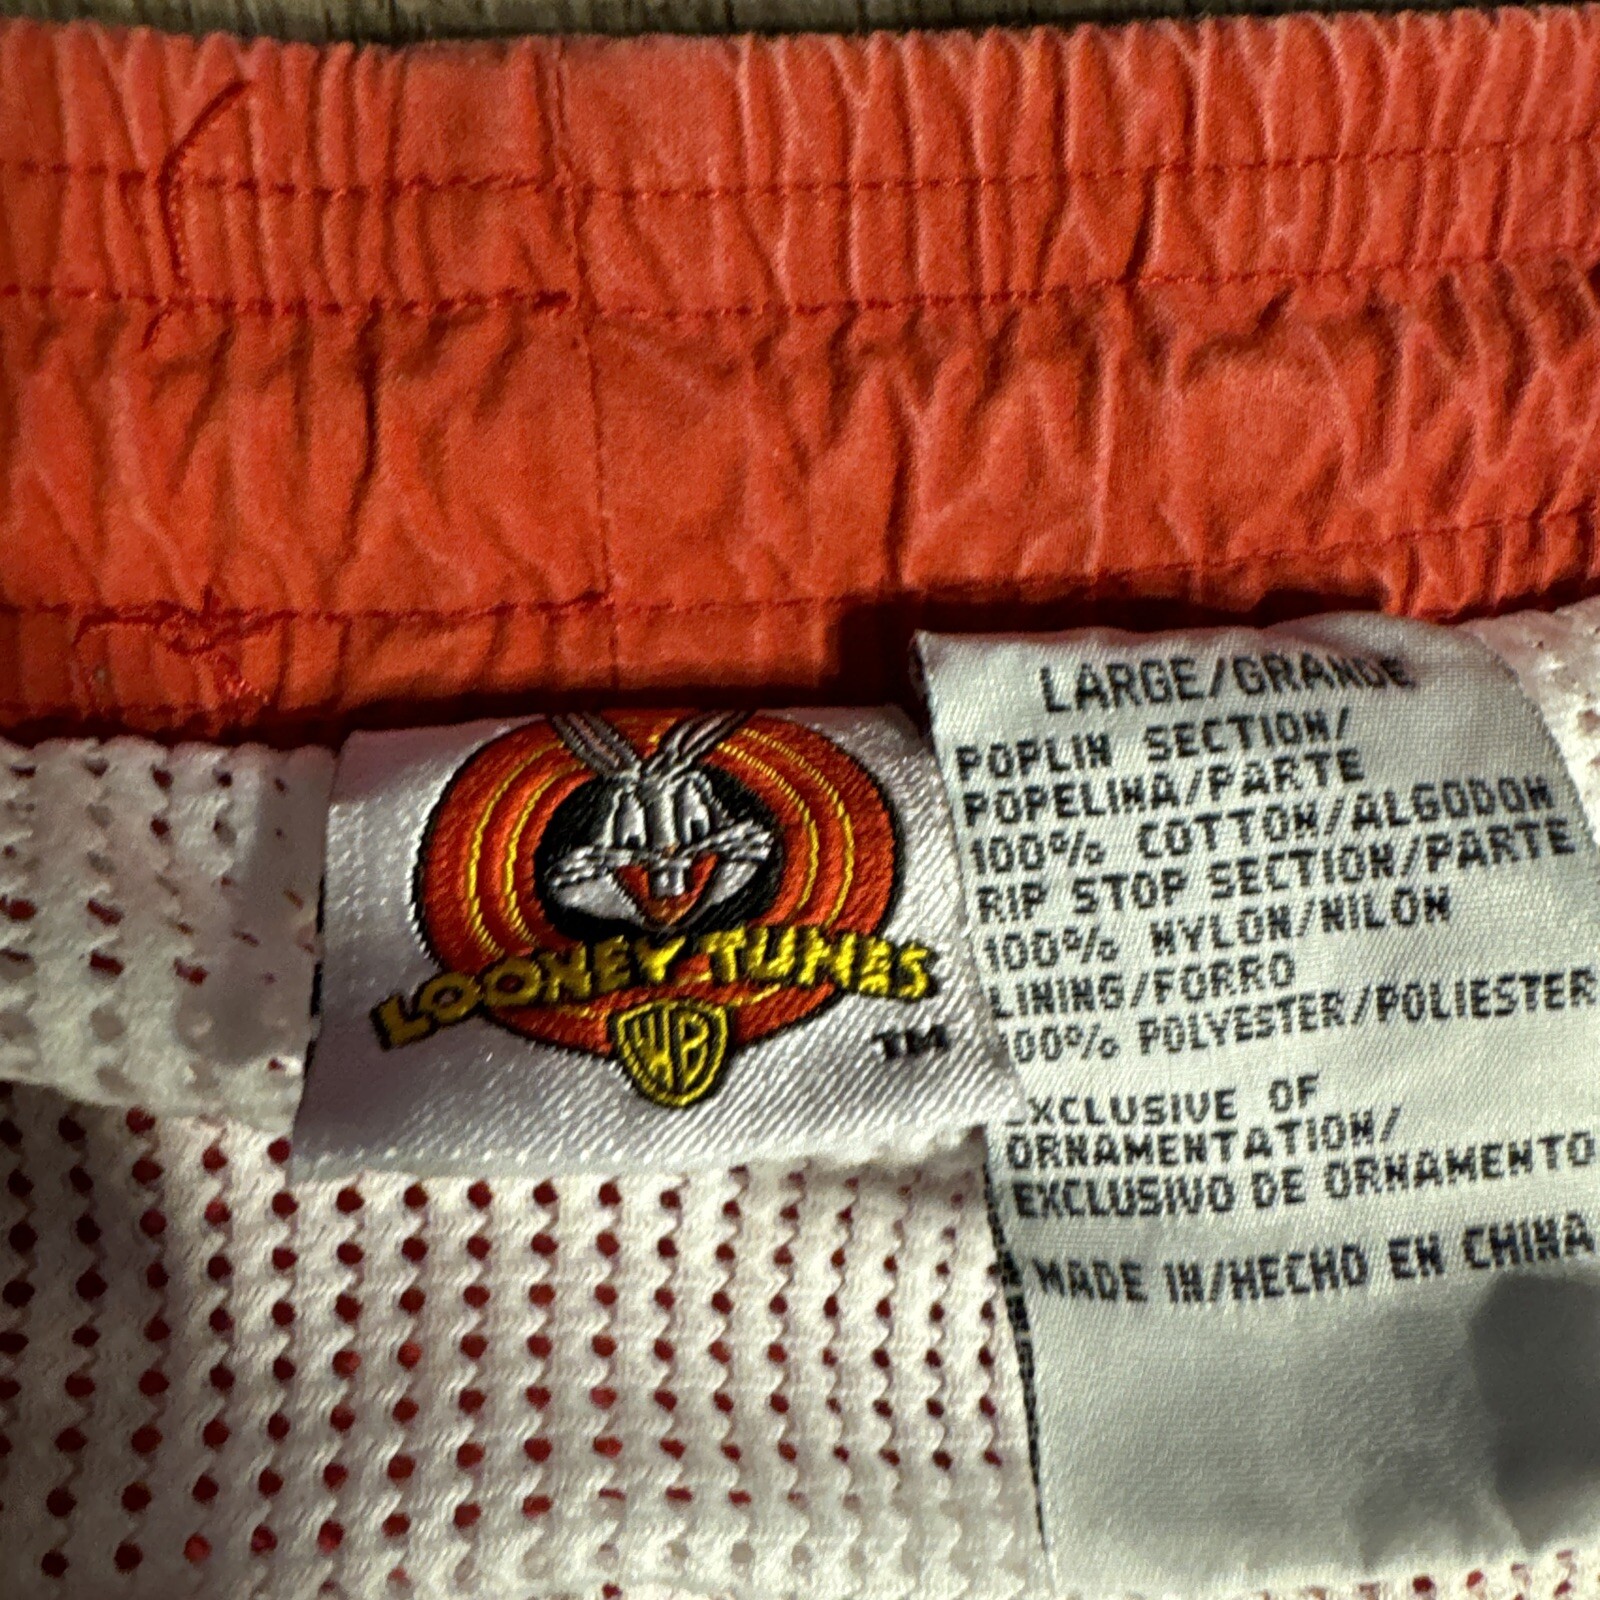 LOONEY TUNES
WB
TM
LARGE/GRANDE
POPLIN SECTION/
POPELINA/PARTE
100% COTTON/ALGODON
RIP STOP SECTION/PARTE
100% NYLON/NILON
LINING/FORRO
100% POLYESTER/POLIESTER
EXCLUSIVE OF
ORNAMENTATION/
EXCLUSIVO DE ORNAMENTO
MADE IN/HECHO EN CHINA